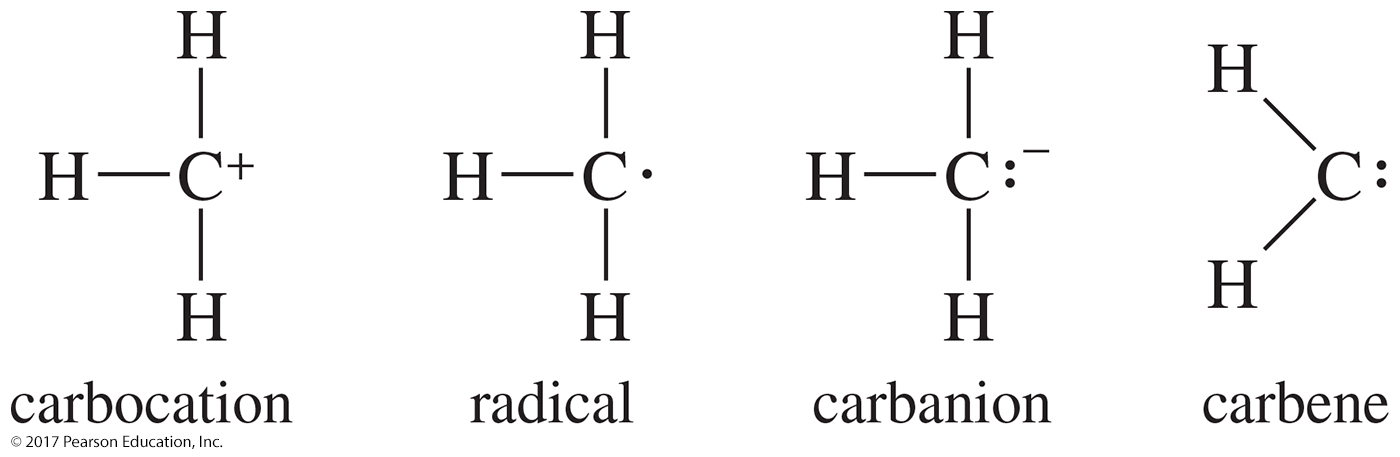 H H H H
H C+ H C· H C:− C:
H H H H
carbocation radical carbanion carbene
© 2017 Pearson Education, Inc.